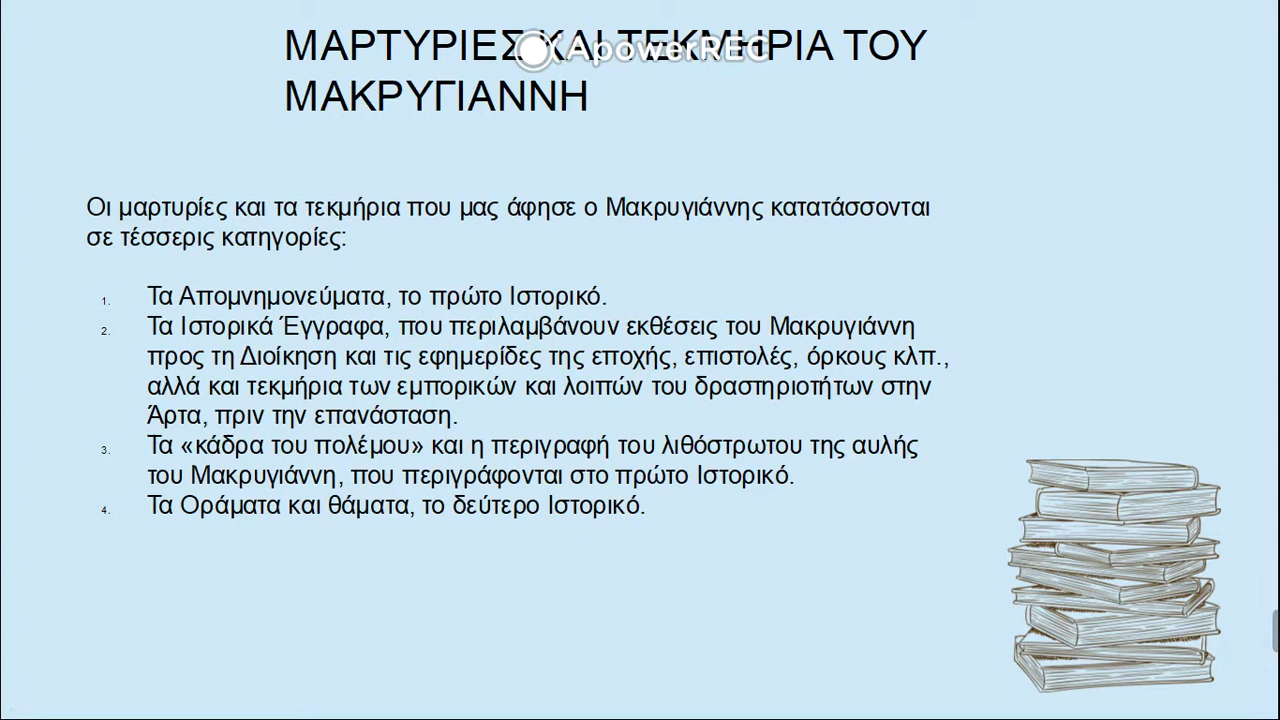 ΜΑΡΤΥΡΙΕΣ ΚΑΙ ΤΕΚΜΗΡΙΑ ΤΟΥ
ApowerREC
ΜΑΚΡΥΓΙΑΝΝΗ
Οι μαρτυρίες και τα τεκμήρια που μας άφησε ο Μακρυγιάννης κατατάσσονται
σε τέσσερις κατηγορίες:
1. Τα Απομνημονεύματα, το πρώτο Ιστορικό.
2. Τα Ιστορικά Έγγραφα, που περιλαμβάνουν εκθέσεις του Μακρυγιάννη
προς τη Διοίκηση και τις εφημερίδες της εποχής, επιστολές, όρκους κλπ.,
αλλά και τεκμήρια των εμπορικών και λοιπών του δραστηριοτήτων στην
Άρτα, πριν την επανάσταση.
3. Τα «κάδρα του πολέμου» και η περιγραφή του λιθόστρωτου της αυλής
του Μακρυγιάννη, που περιγράφονται στο πρώτο Ιστορικό.
4. Τα Οράματα και θάματα, το δεύτερο Ιστορικό.